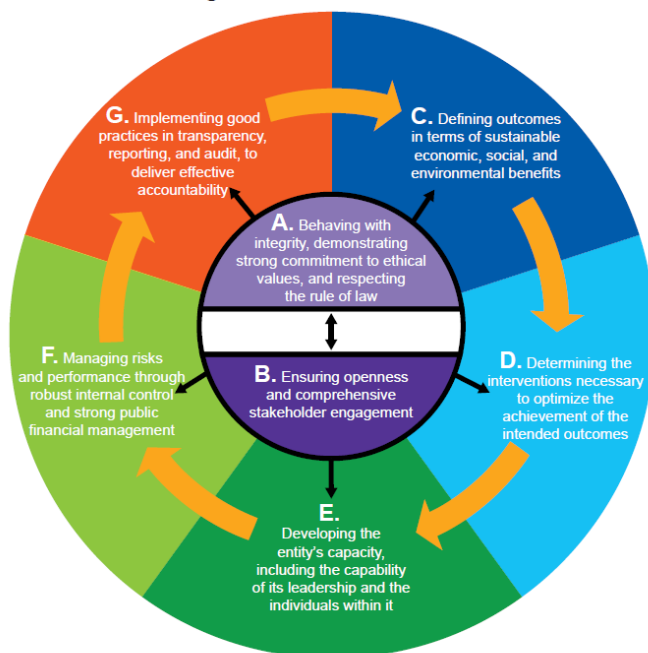 G. Implementing good
practices in transparency,
reporting, and audit, to
deliver effective
accountability
C. Defining outcomes
in terms of sustainable
economic, social, and
environmental benefits
A. Behaving with
integrity, demonstrating
strong commitment to ethical
values, and respecting
the rule of law
B. Ensuring openness
and comprehensive
stakeholder engagement
D. Determining the
interventions necessary
to optimize the
achievement of the
intended outcomes
E.
Developing the
entity's capacity,
including the capability
of its leadership and the
individuals within it
F. Managing risks
and performance through
robust internal control
and strong public
financial management